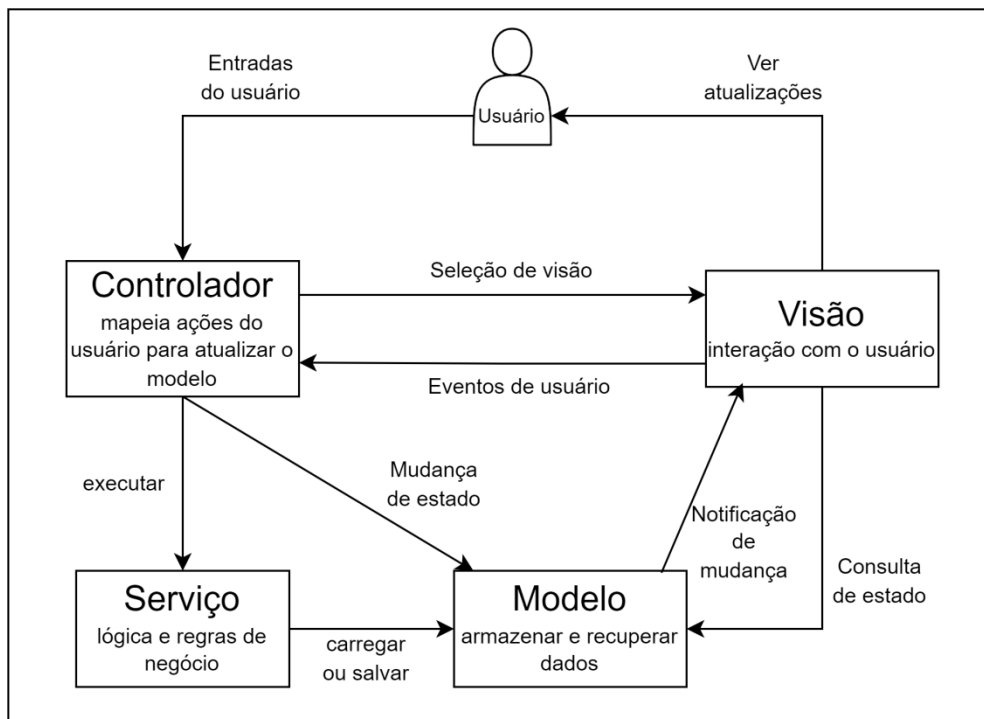 Entradas
do usuário
Usuário
Ver
atualizações
Controlador
mapeia ações do
usuário para atualizar o
modelo
Seleção de visão
Visão
interação com o usuário
Eventos de usuário
executar
Mudança
de estado
Notificação
de
mudança
Consulta
de estado
Serviço
lógica e regras de
negócio
carregar
ou salvar
Modelo
armazenar e recuperar
dados